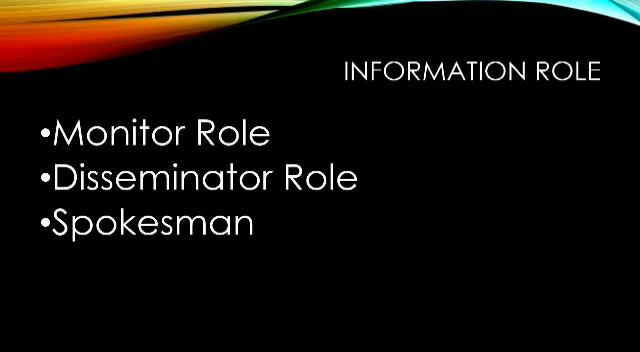 INFORMATION ROLE
•Monitor Role
•Disseminator Role
•Spokesman